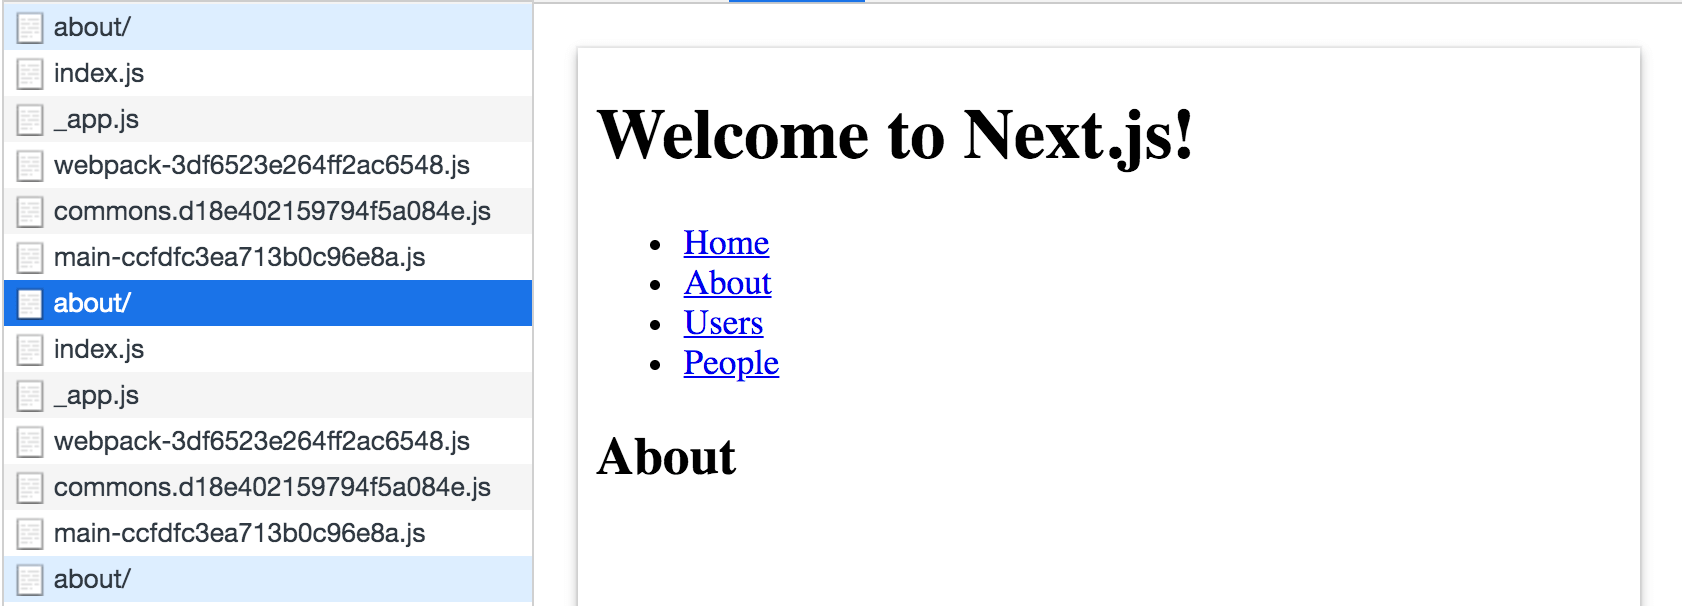 about/
index.js
_app.js
webpack-3df6523e264ff2ac6548.js
commons.d18e402159794f5a084e.js
main-ccfdfc3ea713b0c96e8a.js
about/
index.js
_app.js
webpack-3df6523e264ff2ac6548.js
commons.d18e402159794f5a084e.js
main-ccfdfc3ea713b0c96e8a.js
about/
Welcome to Next.js!
Home
About
Users
People
About